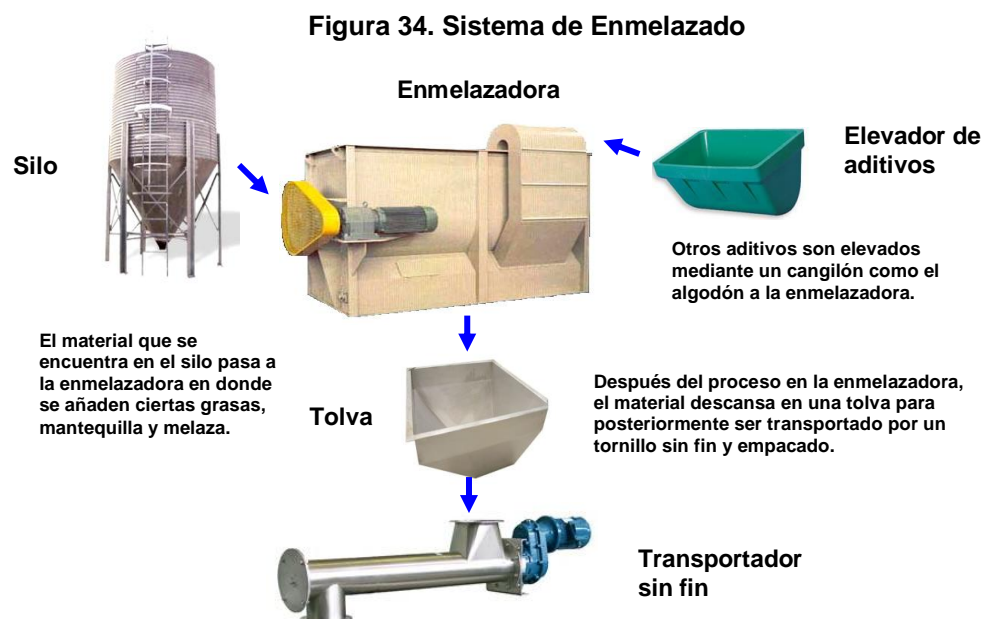 Figura 34. Sistema de Enmelazado
Enmelazadora
Silo
Elevador de
aditivos
Otros aditivos son elevados
mediante un cangilón como el
algodón a la enmelazadora.
El material que se
encuentra en el silo pasa a
la enmelazadora en donde
se añaden ciertas grasas,
mantequilla y melaza.
Tolva
Después del proceso en la enmelazadora,
el material descansa en una tolva para
posteriormente ser transportado por un
tornillo sin fin y empacado.
Transportador
sin fin